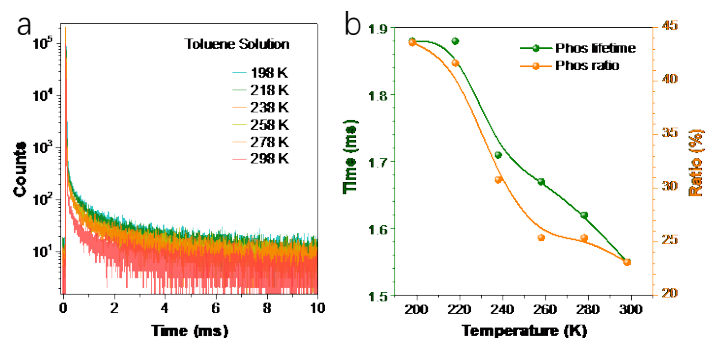 a
Toluene Solution
198 K
218 K
238 K
258 K
278 K
298 K
Counts
10^5
10^4
10^3
10^2
10^1
0 2 4 6 8 10
Time (ms)
b
Phos lifetime
Phos ratio
Time (ms)
1.9
1.8
1.7
1.6
1.5
Ratio (%)
45
40
35
30
25
20
200 220 240 260 280 300
Temperature (K)